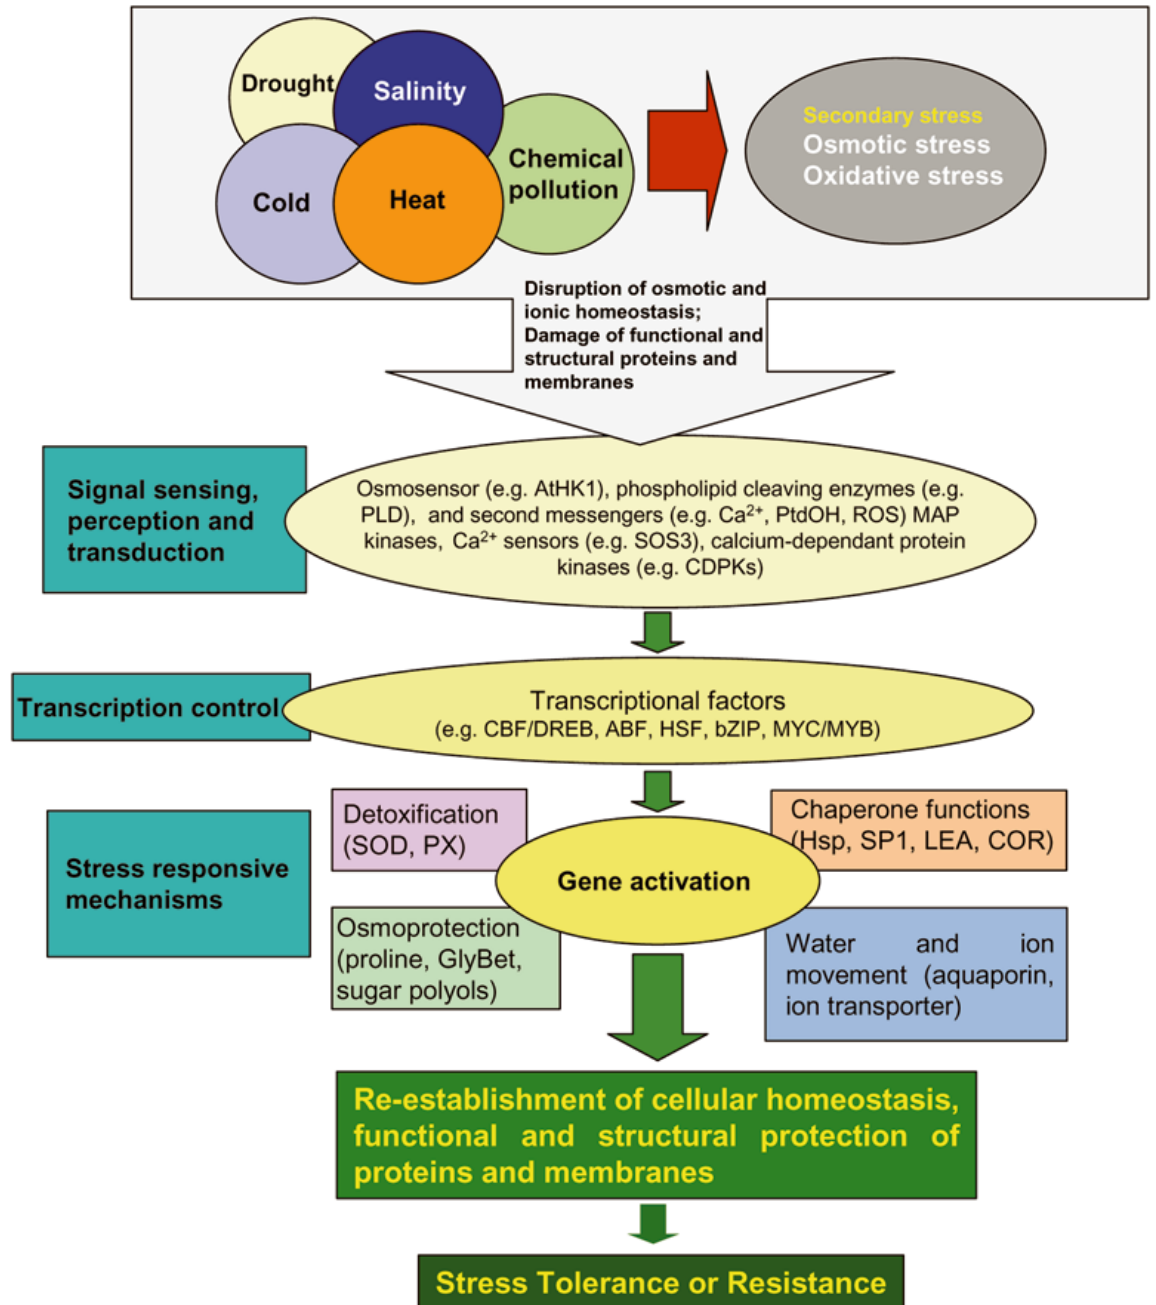 Drought
Salinity
Chemical
pollution
Cold
Heat
Secondary stress
Osmotic stress
Oxidative stress
Disruption of osmotic and
ionic homeostasis;
Damage of functional and
structural proteins and
membranes
Signal sensing,
perception and
transduction
Osmosensor (e.g. AtHK1), phospholipid cleaving enzymes (e.g.
PLD), and second messengers (e.g. Ca²⁺, PtdOH, ROS) MAP
kinases, Ca²⁺ sensors (e.g. SOS3), calcium-dependant protein
kinases (e.g. CDPKs)
Transcription control
Transcriptional factors
(e.g. CBF/DREB, ABF, HSF, bZIP, MYC/MYB)
Stress responsive
mechanisms
Detoxification
(SOD, PX)
Chaperone functions
(Hsp, SP1, LEA, COR)
Gene activation
Osmoprotection
(proline, GlyBet,
sugar polyols)
Water and ion
movement (aquaporin,
ion transporter)
Re-establishment of cellular homeostasis,
functional and structural protection of
proteins and membranes
Stress Tolerance or Resistance